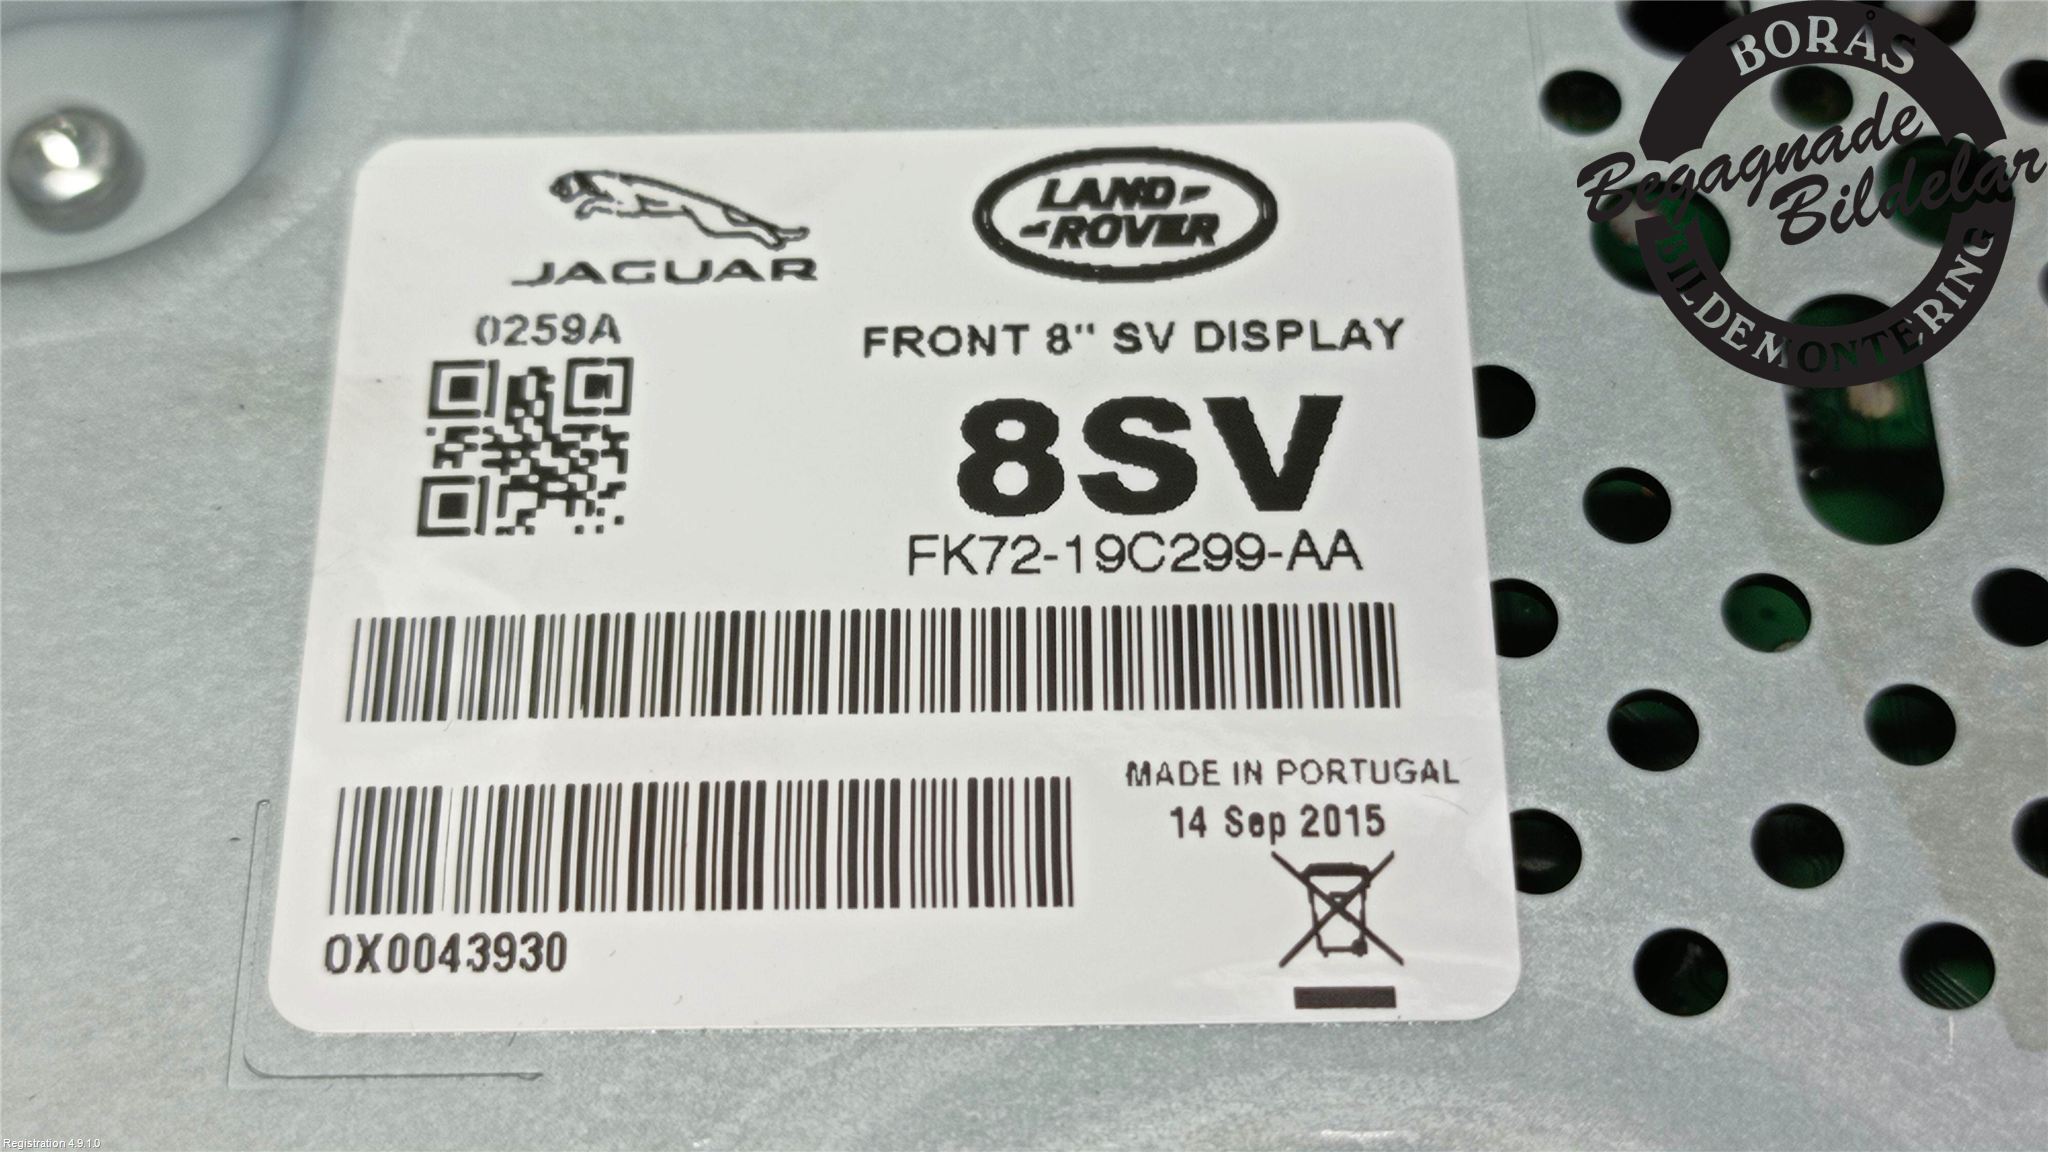 BORÅS
Begagnade
Bildelar
BILDEMONTERING
JAGUAR
LAND
ROVER
0259A
FRONT 8" SV DISPLAY
8SV
FK72-19C299-AA
MADE IN PORTUGAL
14 Sep 2015
0X0043930
Registration 4.9.1.0